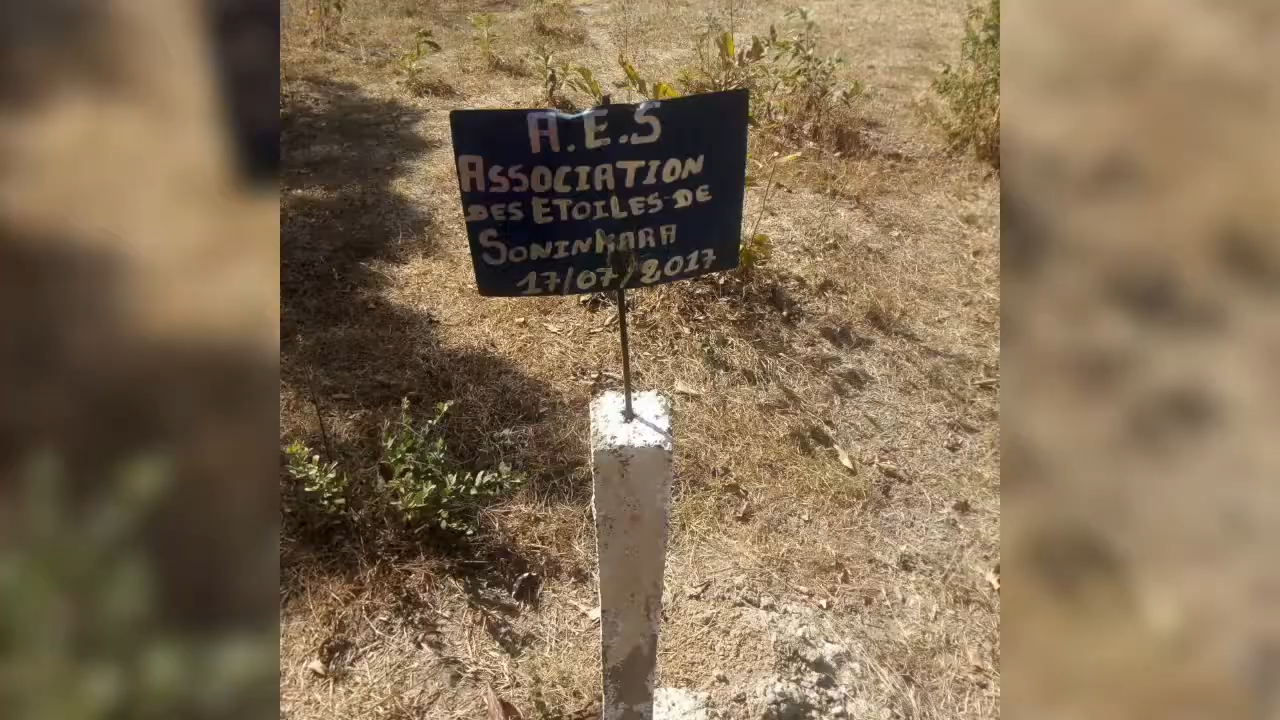 A.E.S
ASSOCIATION
DES ETOILES DE
SONINKARA
17/07/2017